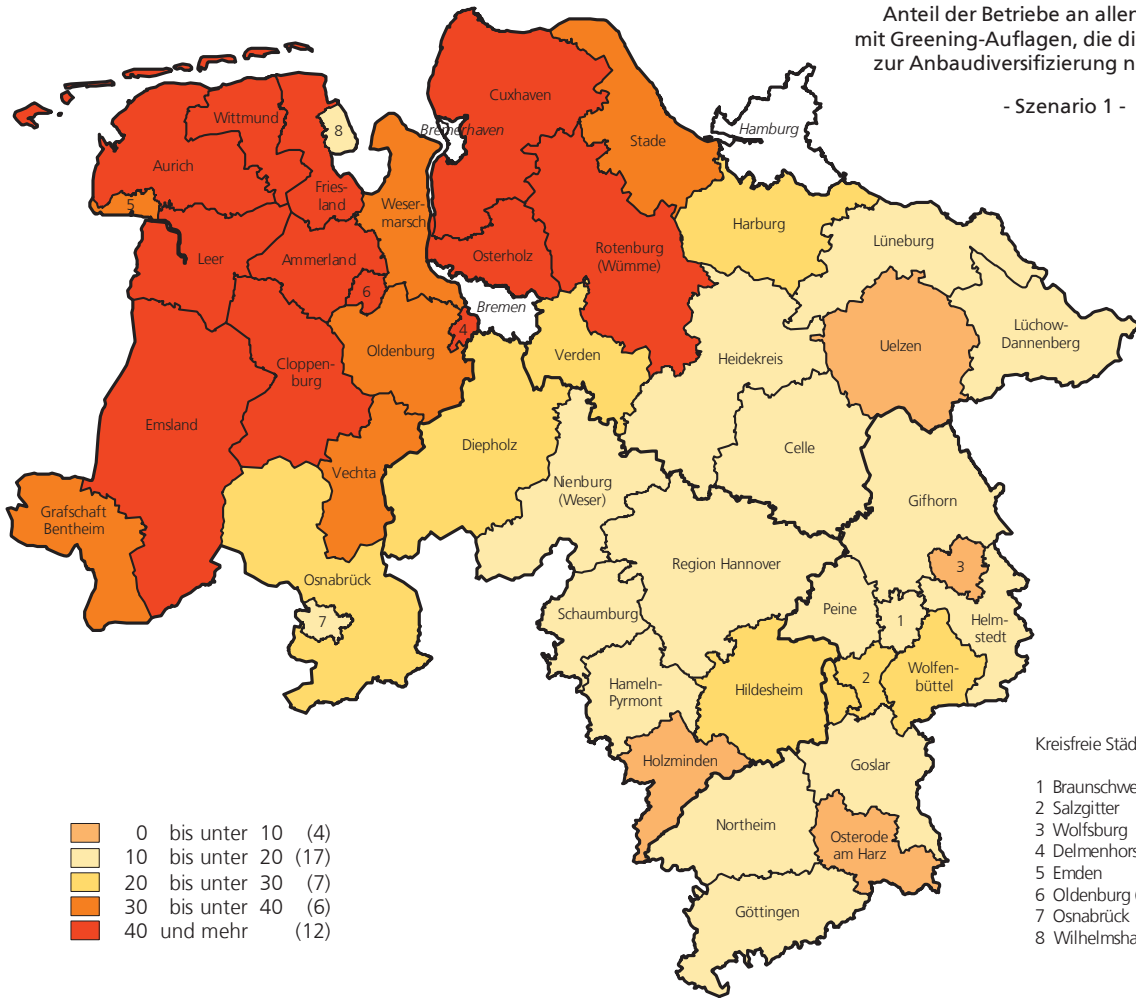 Anteil der Betriebe an allen
mit Greening-Auflagen, die di
zur Anbaudiversifizierung n
- Szenario 1 -
Cuxhaven
Wittmund
8
Bremerhaven
Hamburg
Stade
Aurich
Fries-
land
5
Weser-
marsch
Harburg
Lüneburg
Leer
Ammerland
Osterholz
Rotenburg
(Wümme)
6
Bremen
4
Lüchow-
Dannenberg
Oldenburg
Verden
Heidekreis
Uelzen
Cloppen-
burg
Emsland
Diepholz
Celle
Vechta
Nienburg
(Weser)
Gifhorn
Grafschaft
Bentheim
Region Hannover
3
Osnabrück
Schaumburg
Peine
7
1
Helm-
stedt
Hameln-
Pyrmont
Hildesheim
2
Wolfen-
büttel
Holzminden
Goslar
Northeim
Osterode
am Harz
Göttingen
0 bis unter 10 (4)
10 bis unter 20 (17)
20 bis unter 30 (7)
30 bis unter 40 (6)
40 und mehr (12)
Kreisfreie Städ
1 Braunschwe
2 Salzgitter
3 Wolfsburg
4 Delmenhors
5 Emden
6 Oldenburg
7 Osnabrück
8 Wilhelmsha